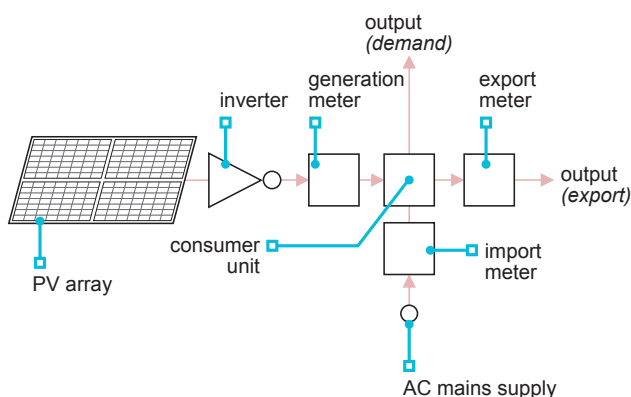 output
(demand)
generation
meter
export
meter
inverter
output
(export)
consumer
unit
import
meter
PV array
AC mains supply